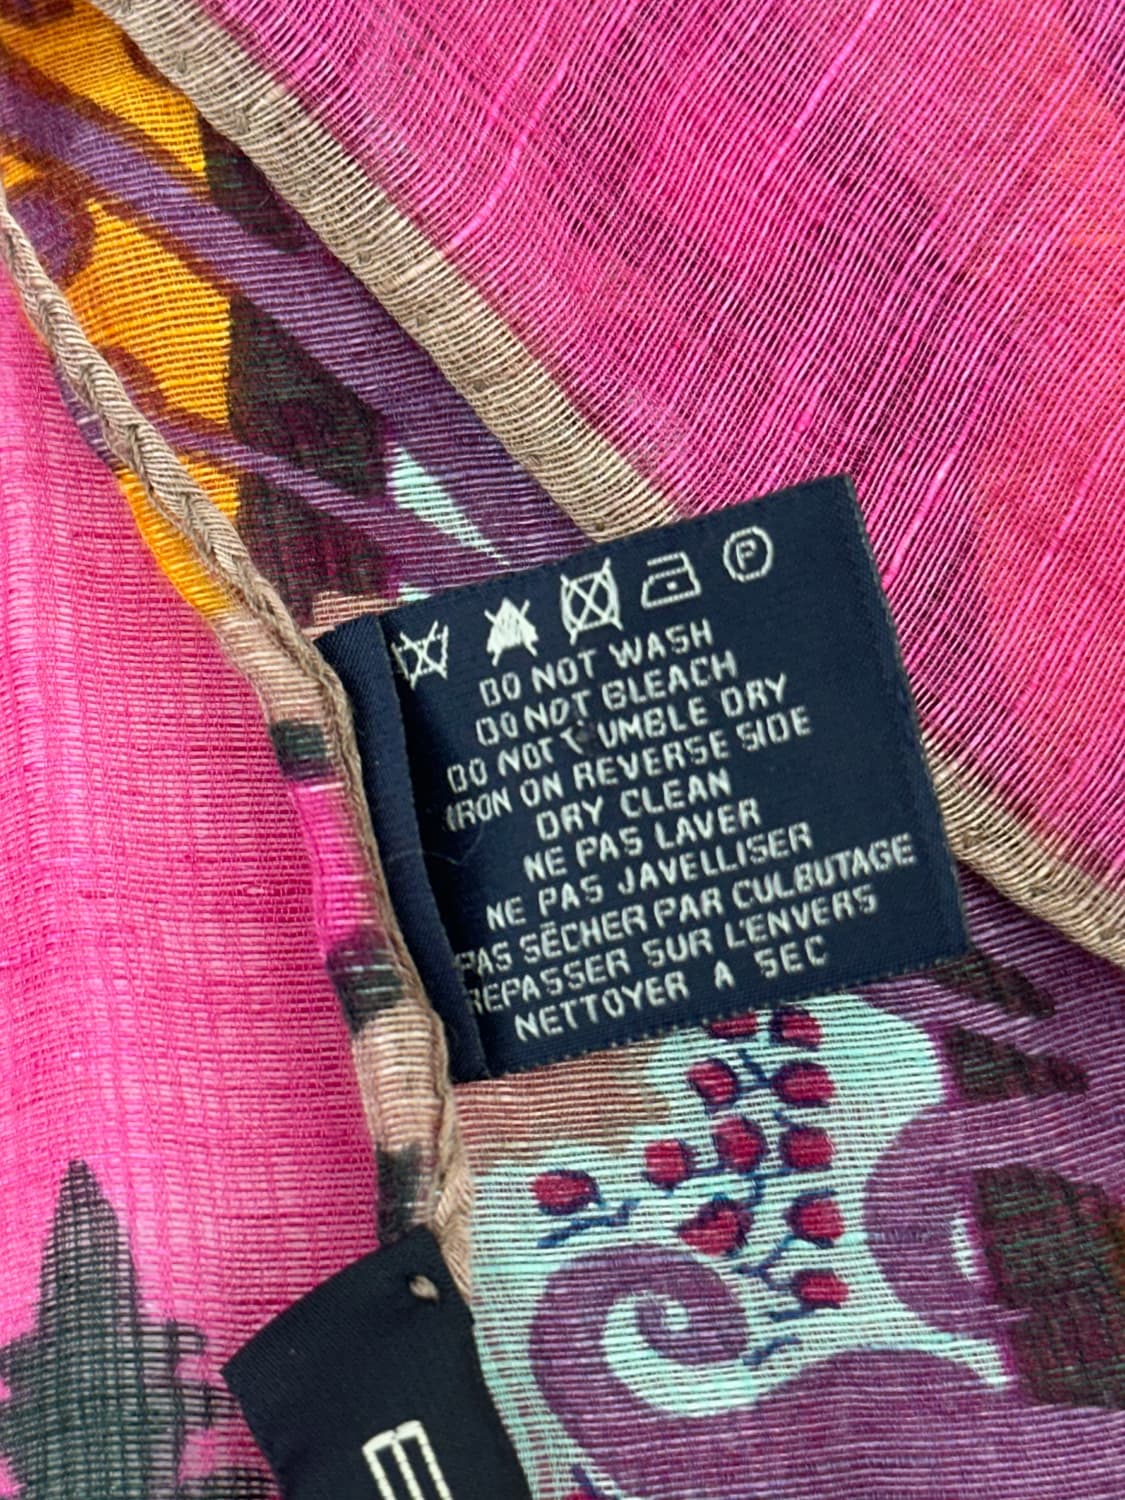 P
DO NOT WASH
DO NOT BLEACH
DO NOT TUMBLE DRY
IRON ON REVERSE SIDE
DRY CLEAN
NE PAS LAVER
NE PAS JAVELLISER
PAS SÉCHER PAR CULBUTAGE
REPASSER SUR L'ENVERS
NETTOYER A SEC